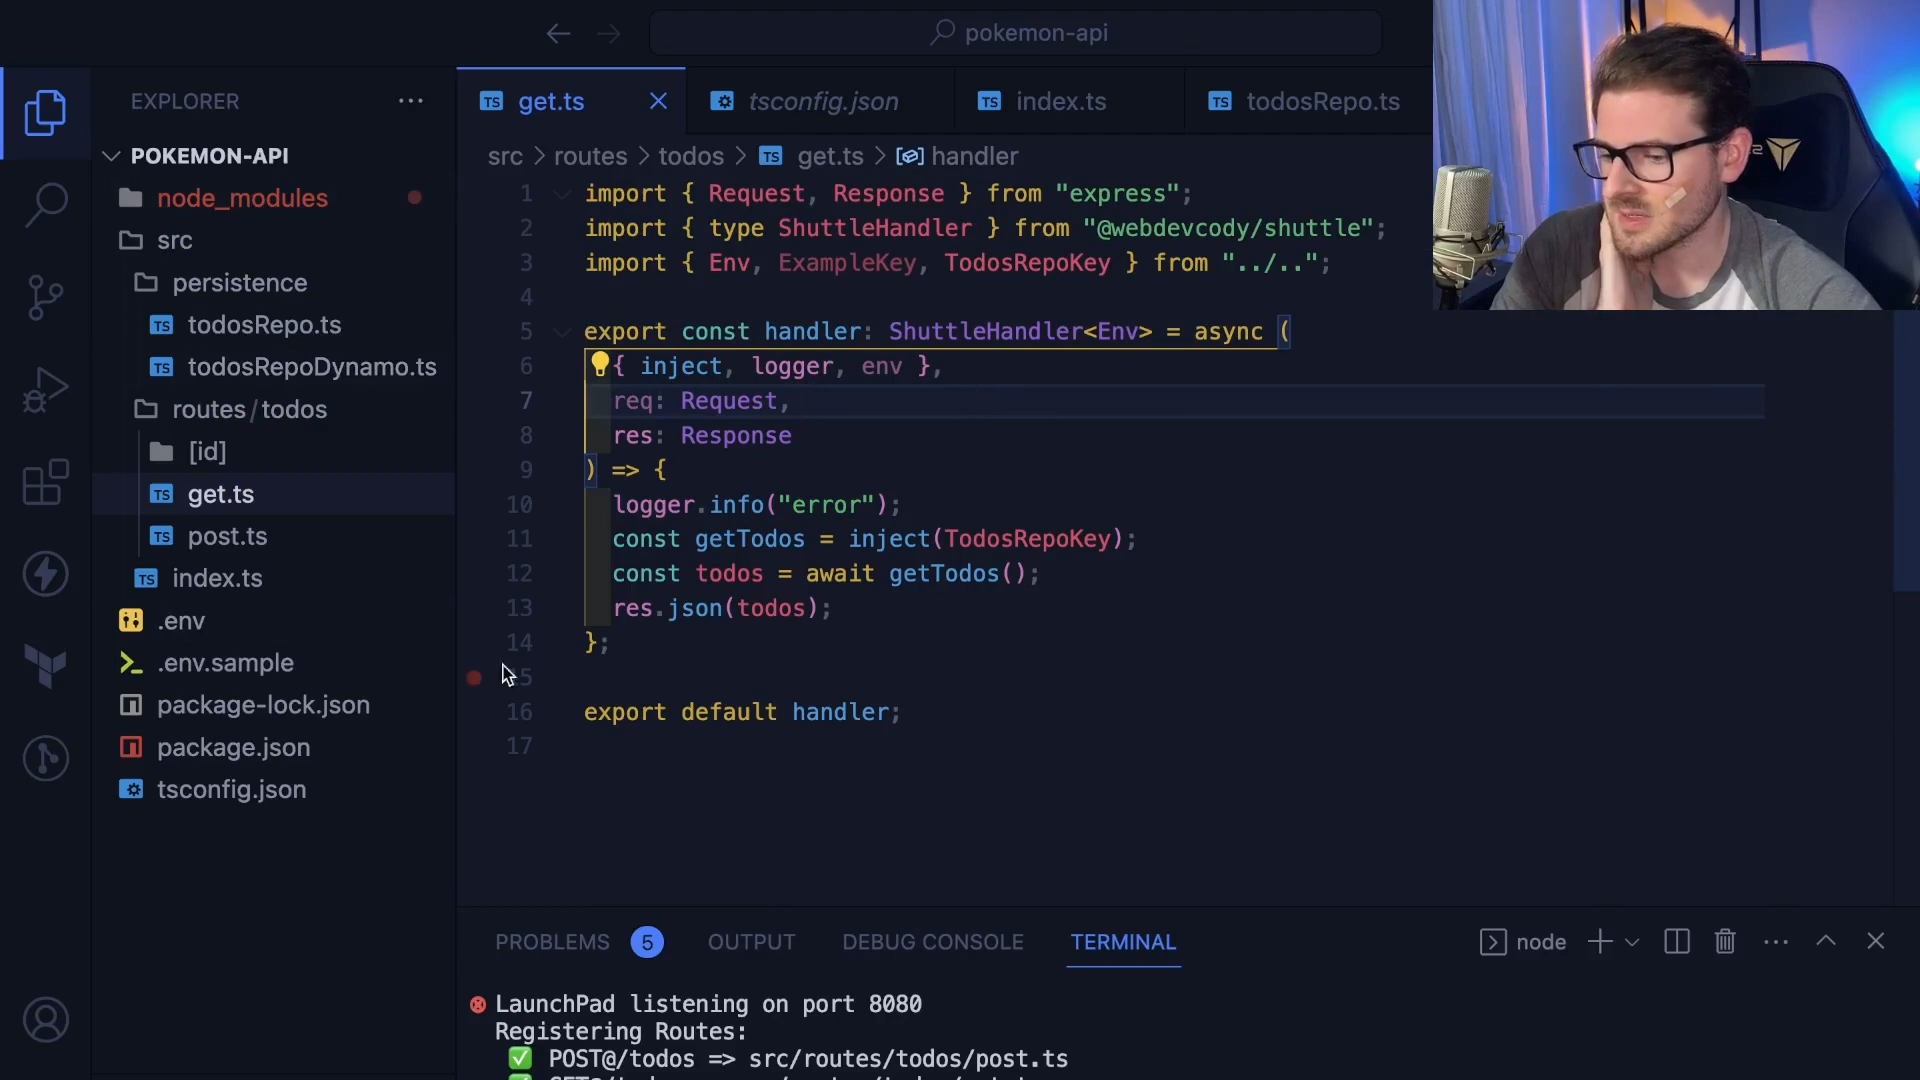 pokemon-api
EXPLORER
POKEMON-API
node_modules
src
persistence
todosRepo.ts
todosRepoDynamo.ts
routes/todos
[id]
get.ts
post.ts
index.ts
.env
.env.sample
package-lock.json
package.json
tsconfig.json
TS get.ts
tsconfig.json
TS index.ts
TS todosRepo.ts
src > routes > todos > TS get.ts > handler
1 import { Request, Response } from "express";
2 import { type ShuttleHandler } from "@webdevcody/shuttle";
3 import { Env, ExampleKey, TodosRepoKey } from "../..";
4
5 export const handler: ShuttleHandler<Env> = async (
6 { inject, logger, env },
7 req: Request,
8 res: Response
9 ) => {
10 logger.info("error");
11 const getTodos = inject(TodosRepoKey);
12 const todos = await getTodos();
13 res.json(todos);
14 };
15
16 export default handler;
17
PROBLEMS 5 OUTPUT DEBUG CONSOLE TERMINAL node
LaunchPad listening on port 8080
Registering Routes:
POST@/todos => src/routes/todos/post.ts